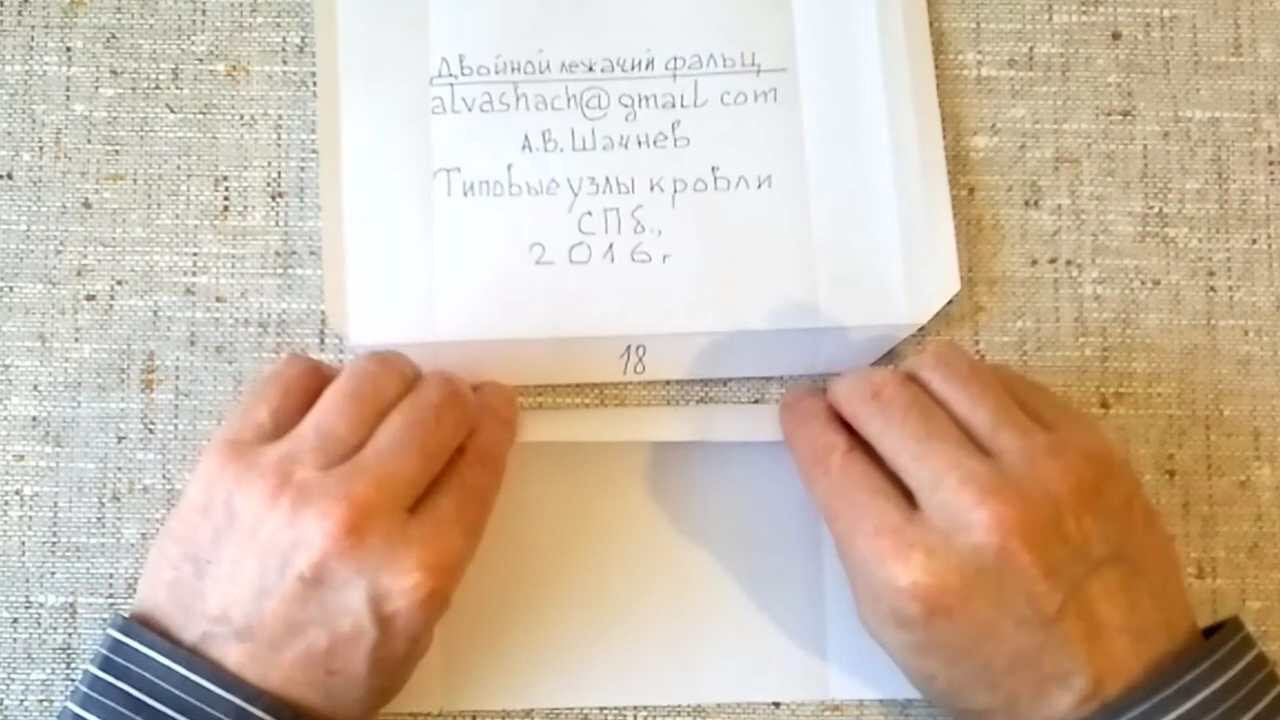 Двойной лежачий фальц
alvashach@gmail com
А.В. Шачнев
Типовые узлы кровли
СПб.,
2016г
18